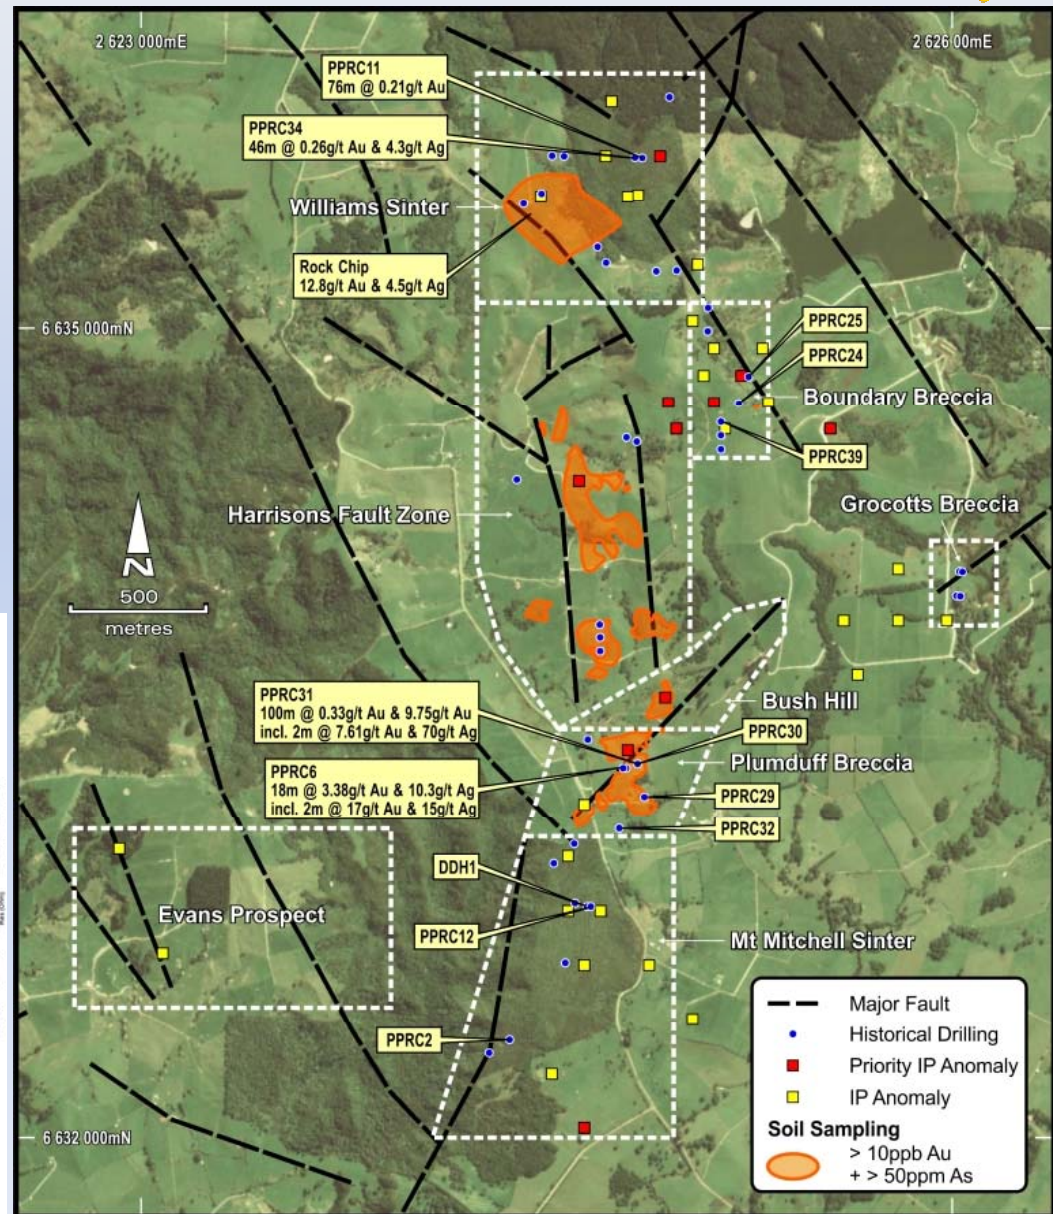 2 623 000mE
2 626 00mE
PPRC11
76m @ 0.21g/t Au
PPRC34
46m @ 0.26g/t Au & 4.3g/t Ag
Williams Sinter
Rock Chip
12.8g/t Au & 4.5g/t Ag
6 635 000mN
PPRC25
PPRC24
Boundary Breccia
PPRC39
Harrisons Fault Zone
Grocotts Breccia
N
500
metres
PPRC31
100m @ 0.33g/t Au & 9.75g/t Au
incl. 2m @ 7.61g/t Au & 70g/t Ag
Bush Hill
PPRC30
Plumduff Breccia
PPRC6
18m @ 3.38g/t Au & 10.3g/t Ag
incl. 2m @ 17g/t Au & 15g/t Ag
PPRC29
PPRC32
DDH1
Evans Prospect
PPRC12
Mt Mitchell Sinter
PPRC2
6 632 000mN
Major Fault
Historical Drilling
Priority IP Anomaly
IP Anomaly
Soil Sampling
> 10ppb Au
+ > 50ppm As